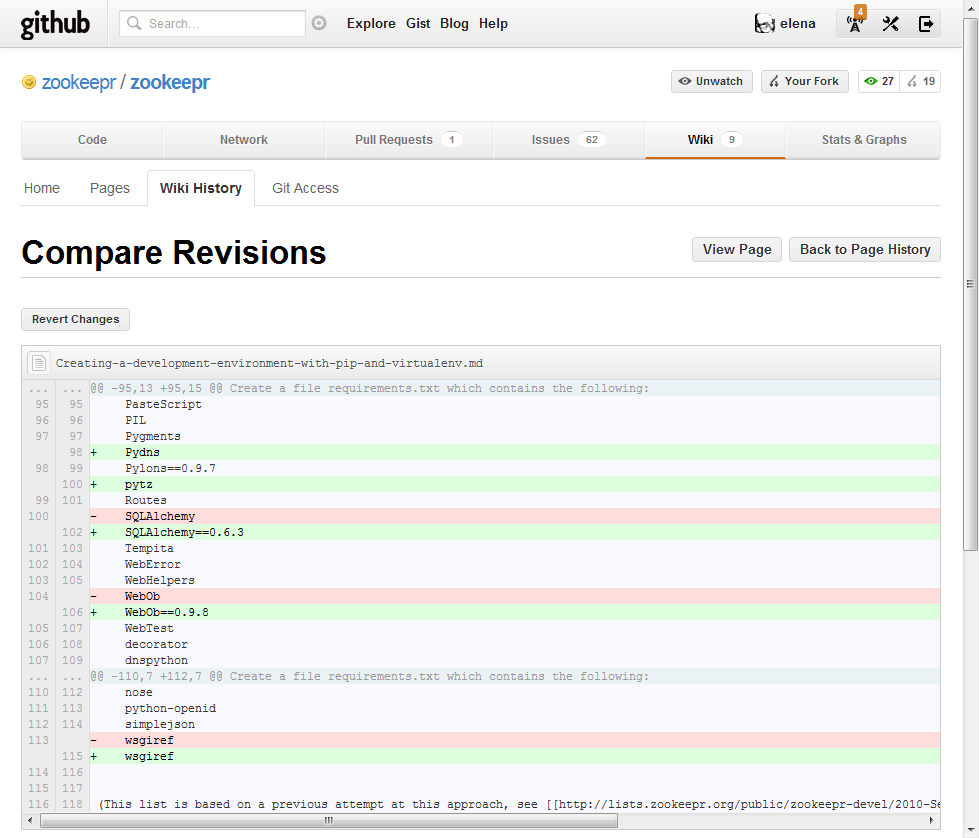 github
Search...
Explore Gist Blog Help
elena
4
zookeepr / zookeepr
Unwatch
Your Fork
27
19
Code
Network
Pull Requests 1
Issues 62
Wiki 9
Stats & Graphs
Home
Pages
Wiki History
Git Access
Compare Revisions
View Page
Back to Page History
Revert Changes
Creating-a-development-environment-with-pip-and-virtualenv.md
... ... @@ -95,13 +95,15 @@ Create a file requirements.txt which contains the following:
95 95 PasteScript
96 96 PIL
97 97 Pygments
98 + Pydns
98 99 Pylons==0.9.7
100 + pytz
99 101 Routes
100 - SQLAlchemy
102 + SQLAlchemy==0.6.3
101 103 Tempita
102 104 WebError
103 105 WebHelpers
104 - WebOb
106 + WebOb==0.9.8
105 107 WebTest
106 108 decorator
107 109 dnspython
... ... @@ -110,7 +112,7 @@ Create a file requirements.txt which contains the following:
110 112 nose
111 113 python-openid
112 114 simplejson
113 - wsgiref
115 + wsgiref
114 116
115 117
116 118 (This list is based on a previous attempt at this approach, see [[http://lists.zookeepr.org/public/zookeepr-devel/2010-Se